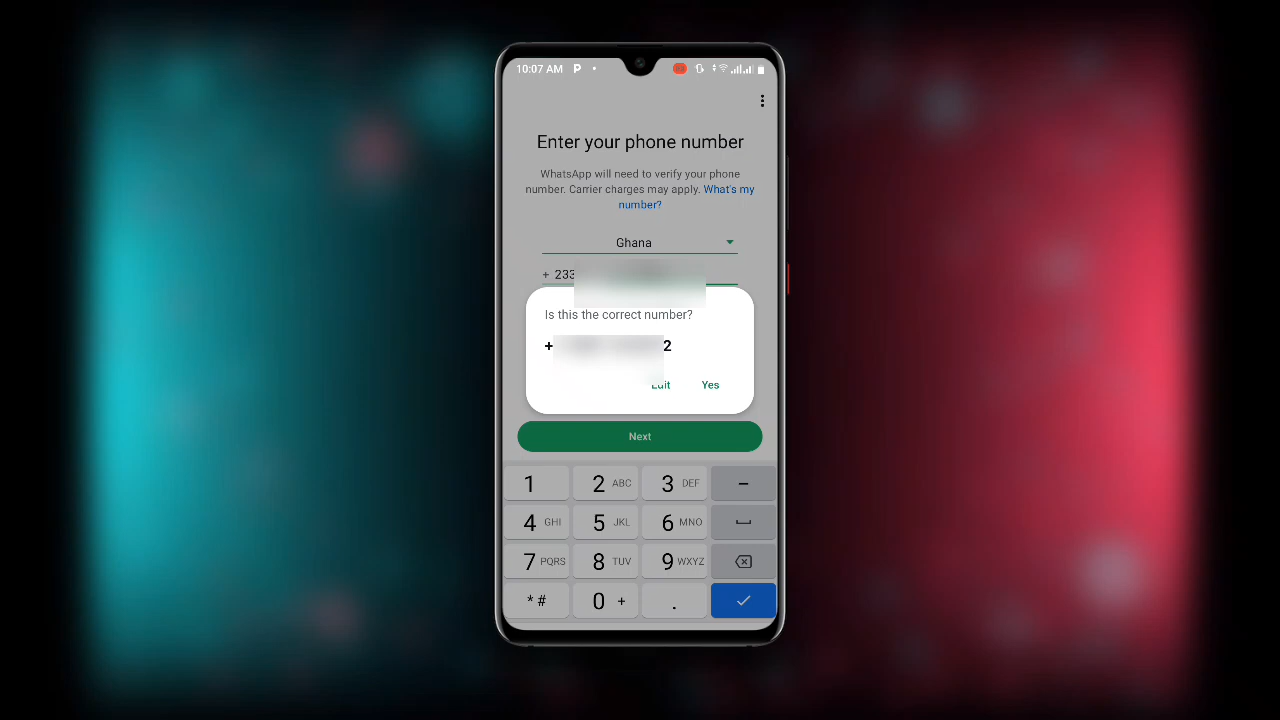 10:07 AM
Enter your phone number
WhatsApp will need to verify your phone
number. Carrier charges may apply. What's my
number?
Ghana
+ 233
Is this the correct number?
+ 2
Edit Yes
Next
1 2 ABC 3 DEF –
4 GHI 5 JKL 6 MNO
7 PQRS 8 TUV 9 WXYZ
* # 0 + .